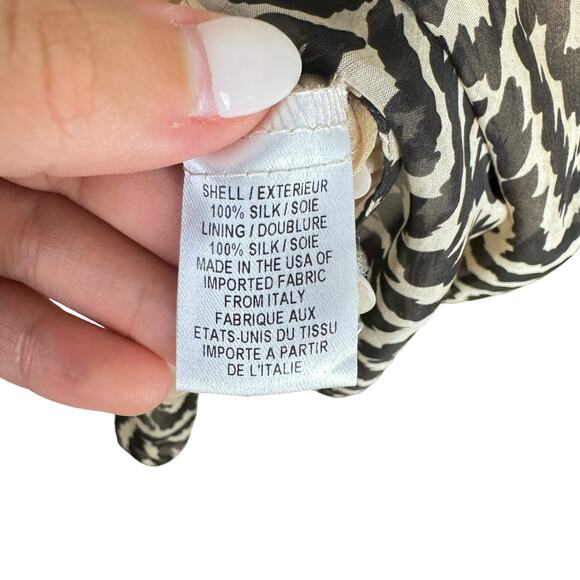 SHELL / EXTERIEUR
100% SILK / SOIE
LINING / DOUBLURE
100% SILK / SOIE
MADE IN THE USA OF
IMPORTED FABRIC
FROM ITALY
FABRIQUE AUX
ETATS-UNIS DU TISSU
IMPORTE A PARTIR
DE L'ITALIE